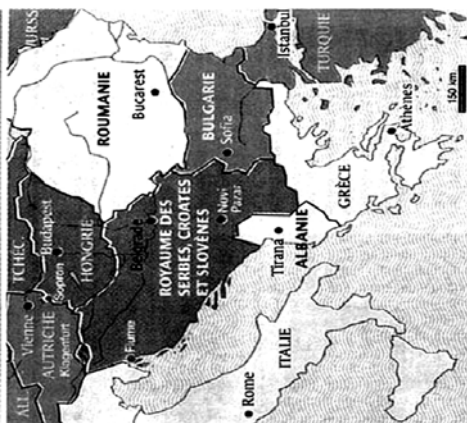 URSS
ALL.
Vienne
TCHEC
AUTRICHE
Klagenfurt
Sopron
Budapest
HONGRIE
ROUMANIE
Bucarest
Fiume
Belgrade
ROYAUME DES
SERBES, CROATES
ET SLOVÈNES
Novi
Pazar
BULGARIE
Sofia
Istanbul
TURQUIE
ITALIE
Rome
Tirana
ALBANIE
GRÈCE
Athènes
150 km